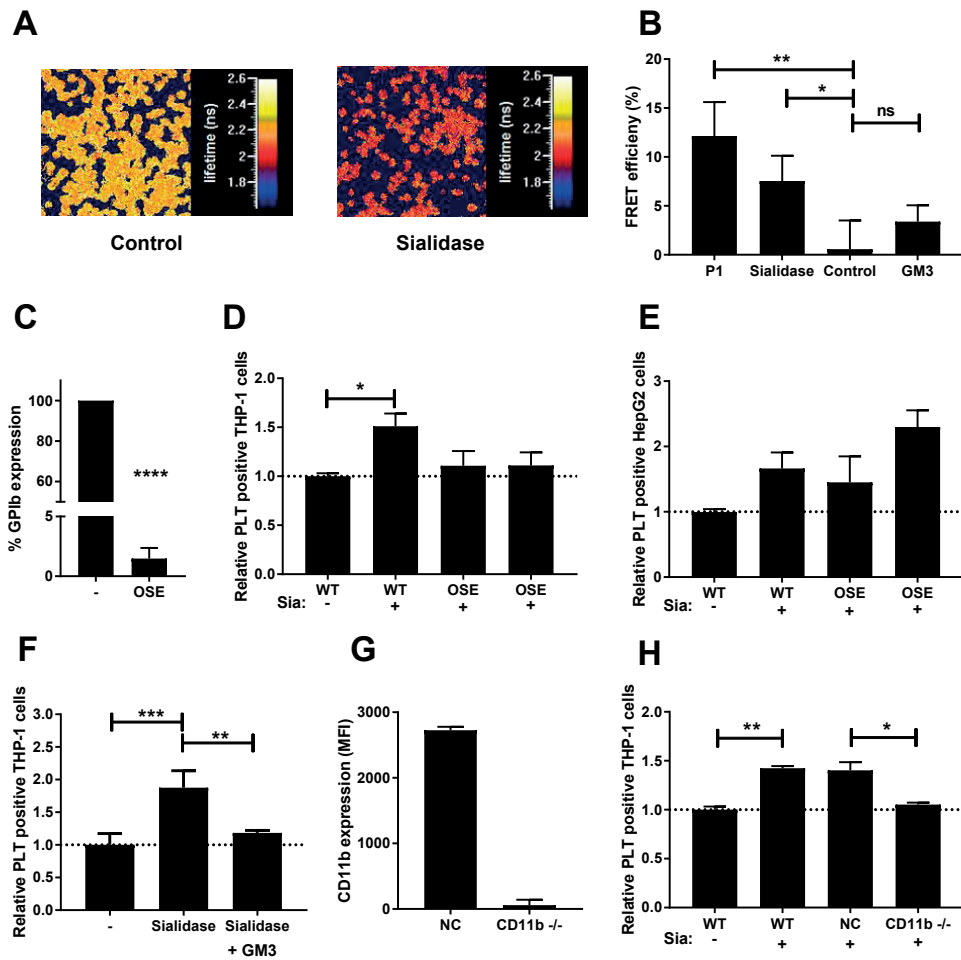 A
2.6
2.4
2.2
2
1.8
lifetime (ns)
Control
2.6
2.4
2.2
2
1.8
lifetime (ns)
Sialidase
B
FRET efficieny (%)
20
15
10
5
0
**
*
ns
P1 Sialidase Control GM3
C
% GPIb expression
100
80
60
5
0
****
- OSE
D
Relative PLT positive THP-1 cells
2.0
1.5
1.0
0.5
0.0
*
WT WT OSE OSE
Sia: - + + +
E
Relative PLT positive HepG2 cells
3
2
1
0
WT WT OSE OSE
Sia: - + + +
F
Relative PLT positive THP-1 cells
3.0
2.5
2.0
1.5
1.0
0.5
0.0
***
**
- Sialidase Sialidase
+ GM3
G
CD11b expression (MFI)
3000
2000
1000
0
NC CD11b -/-
H
Relative PLT positive THP-1 cells
2.0
1.5
1.0
0.5
0.0
**
*
WT WT NC CD11b -/-
Sia: - + + +